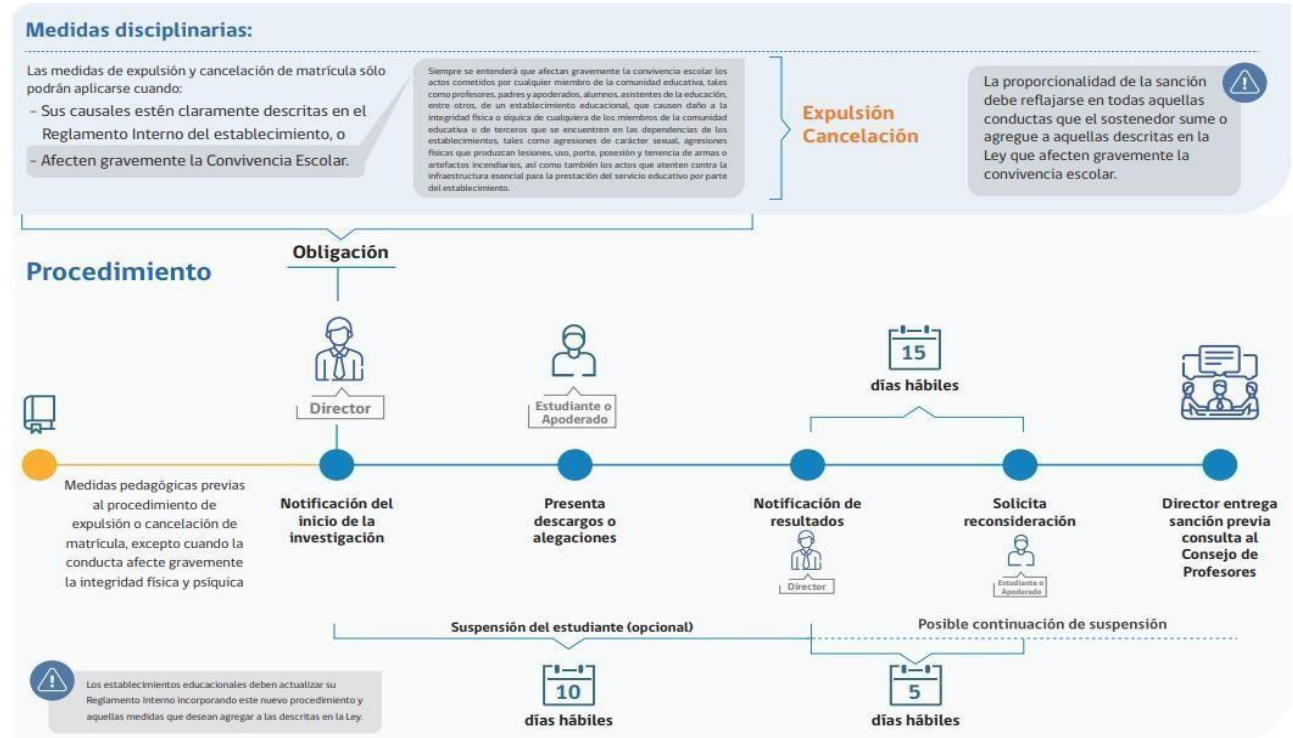 Medidas disciplinarias:
Las medidas de expulsión y cancelación de matrícula sólo
podrán aplicarse cuando:
- Sus causales estén claramente descritas en el
Reglamento Interno del establecimiento, o
- Afecten gravemente la Convivencia Escolar.
Siempre se entenderá que afectan gravemente la convivencia escolar los
actos cometidos por cualquier miembro de la comunidad educativa, tales
como profesores, padres y apoderados, alumnos, asistentes de la educación,
entre otros, de un establecimiento educacional, que causen daño a la
integridad física o síquica de cualquiera de los miembros de la comunidad
educativa o de terceros que se encuentren en las dependencias de los
establecimientos, tales como agresiones de carácter sexual, agresiones
físicas que produzcan lesiones, uso, porte, posesión y tenencia de armas o
artefactos incendiarios, así como también los actos que atenten contra la
infraestructura esencial para la prestación del servicio educativo por parte
del establecimiento.
Expulsión
Cancelación
La proporcionalidad de la sanción
debe reflajarse en todas aquellas
conductas que el sostenedor sume o
agregue a aquellas descritas en la
Ley que afecten gravemente la
convivencia escolar.
Obligación
Procedimiento
Director
Estudiante o
Apoderado
15
días hábiles
Medidas pedagógicas previas
al procedimiento de
expulsión o cancelación de
matrícula, excepto cuando la
conducta afecte gravemente
la integridad física y psíquica
Notificación del
inicio de la
investigación
Presenta
descargos o
alegaciones
Notificación de
resultados
Director
Solicita
reconsideración
Estudiante o
Apoderado
Director entrega
sanción previa
consulta al
Consejo de
Profesores
Suspensión del estudiante (opcional)
Posible continuación de suspensión
10
días hábiles
5
días hábiles
Los establecimientos educacionales deben actualizar su
Reglamento Interno incorporando este nuevo procedimiento y
aquellas medidas que desean agregar a las descritas en la Ley.